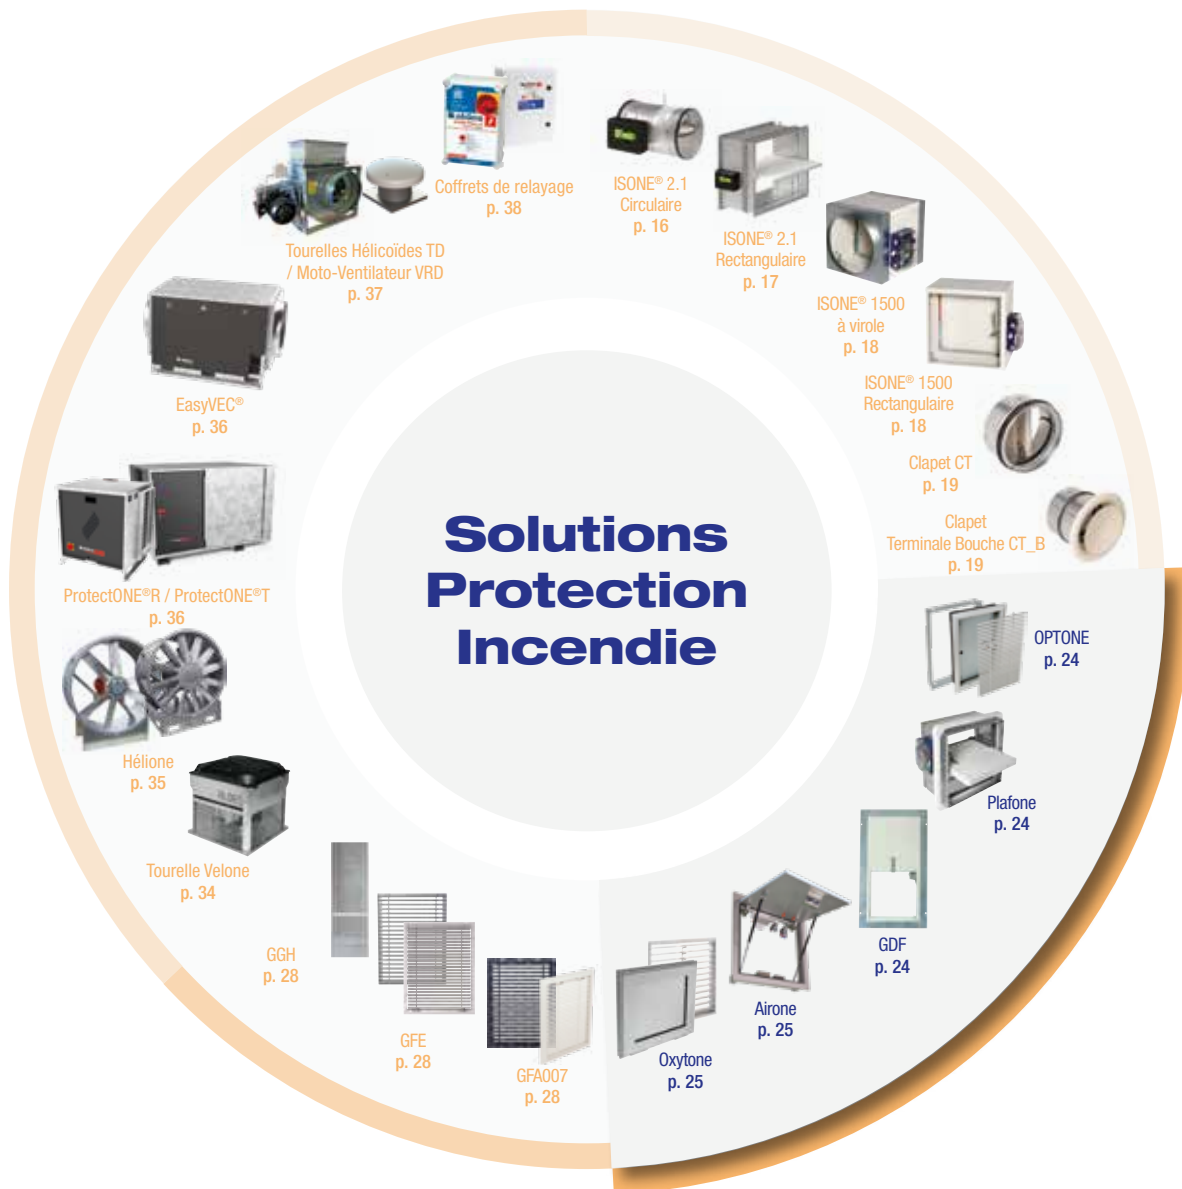 Coffrets de relayage
p. 38
ISONE® 2.1
Circulaire
p. 16
ISONE® 2.1
Rectangulaire
p. 17
ISONE® 1500
à virole
p. 18
ISONE® 1500
Rectangulaire
p. 18
Clapet CT
p. 19
Clapet
Terminale Bouche CT_B
p. 19
OPTONE
p. 24
Plafone
p. 24
GDF
p. 24
Airone
p. 25
Oxytone
p. 25
GFA007
p. 28
GFE
p. 28
GGH
p. 28
Tourelle Velone
p. 34
Hélione
p. 35
ProtectONE®R / ProtectONE®T
p. 36
EasyVEC®
p. 36
Tourelles Hélicoïdes TD
/ Moto-Ventilateur VRD
p. 37
Solutions
Protection
Incendie